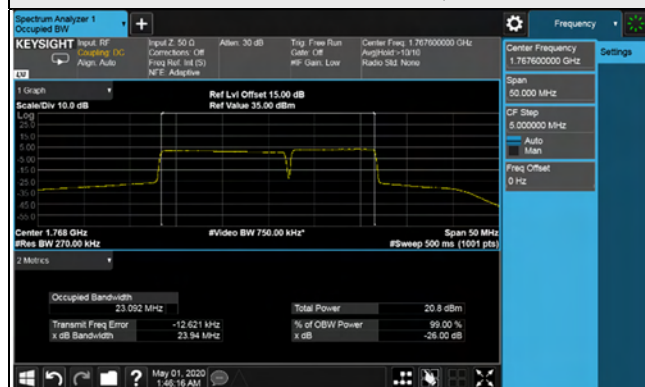 Spectrum Analyzer 1
Occupied BW
Frequency
KEYSIGHT Input: RF
Coupling: DC
Align: Auto
Input Z: 50 Ω
Corrections: Off
Freq Ref: Int (S)
NFE: Adaptive
Atten: 30 dB
Trig: Free Run
Gate: Off
#IF Gain: Low
Center Freq: 1.767600000 GHz
Avg|Hold:>10/10
Radio Std: None
LXI
Center Frequency
1.767600000 GHz
Settings
Span
50.000 MHz
CF Step
5.000000 MHz
Auto
Man
Freq Offset
0 Hz
1 Graph
Scale/Div 10.0 dB
Ref Lvl Offset 15.00 dB
Ref Value 35.00 dBm
Log
25.0
15.0
5.00
-5.00
-15.0
-25.0
-35.0
-45.0
-55.0
Center 1.768 GHz
#Res BW 270.00 kHz
#Video BW 750.00 kHz*
Span 50 MHz
#Sweep 500 ms (1001 pts)
2 Metrics
Occupied Bandwidth
23.092 MHz
Total Power 20.8 dBm
Transmit Freq Error -12.621 kHz
% of OBW Power 99.00 %
x dB Bandwidth 23.94 MHz
x dB -26.00 dB
May 01, 2020
1:46:16 AM